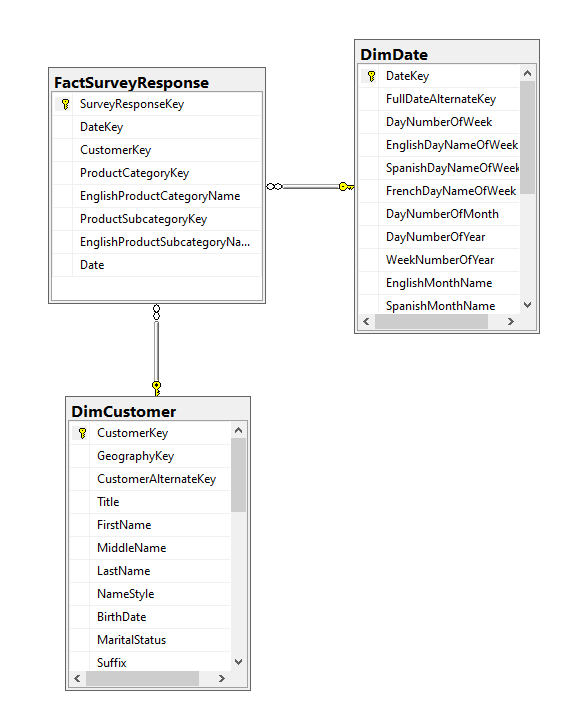 FactSurveyResponse
SurveyResponseKey
DateKey
CustomerKey
ProductCategoryKey
EnglishProductCategoryName
ProductSubcategoryKey
EnglishProductSubcategoryNa...
Date
DimDate
DateKey
FullDateAlternateKey
DayNumberOfWeek
EnglishDayNameOfWeek
SpanishDayNameOfWeek
FrenchDayNameOfWeek
DayNumberOfMonth
DayNumberOfYear
WeekNumberOfYear
EnglishMonthName
SpanishMonthName
DimCustomer
CustomerKey
GeographyKey
CustomerAlternateKey
Title
FirstName
MiddleName
LastName
NameStyle
BirthDate
MaritalStatus
Suffix